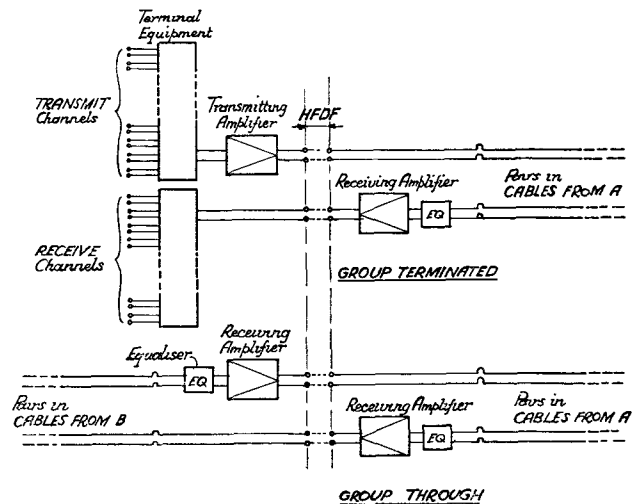 Terminal
Equipment
TRANSMIT
Channels
Transmitting
Amplifier
HFDF
Receiving Amplifier
Pairs in
CABLES FROM A
EQ
RECEIVE
Channels
GROUP TERMINATED
Receiving
Amplifier
Equaliser
EQ
Pairs in
CABLES FROM B
Receiving Amplifier
Pairs in
CABLES FROM A
EQ
GROUP THROUGH